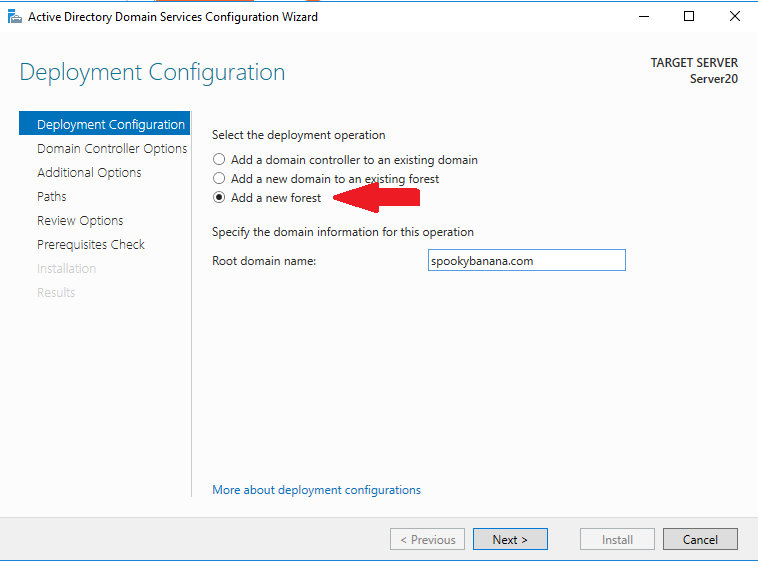 Active Directory Domain Services Configuration Wizard
Deployment Configuration
TARGET SERVER
Server20
Deployment Configuration
Domain Controller Options
Additional Options
Paths
Review Options
Prerequisites Check
Installation
Results
Select the deployment operation
Add a domain controller to an existing domain
Add a new domain to an existing forest
Add a new forest
Specify the domain information for this operation
Root domain name:
spookybanana.com
More about deployment configurations
< Previous
Next >
Install
Cancel